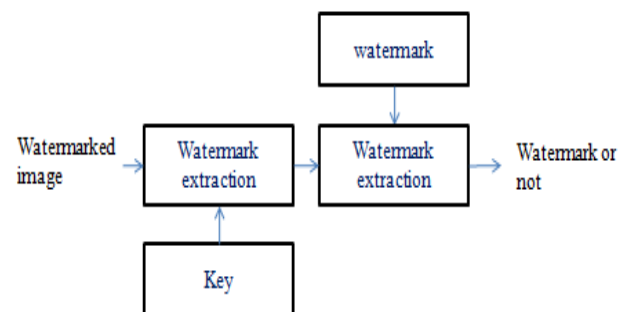 watermark
Watermarked
image
Watermark
extraction
Watermark
extraction
Watermark or
not
Key